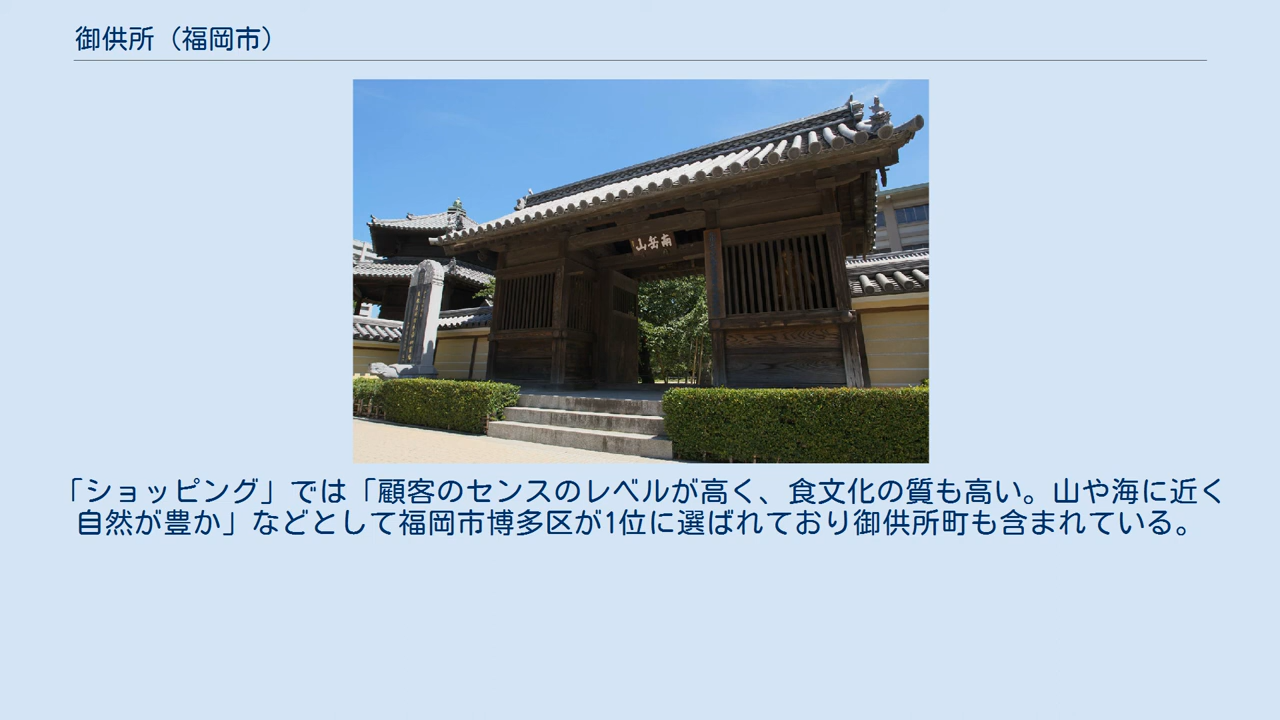 御供所（福岡市）
南岳山
「ショッピング」では「顧客のセンスのレベルが高く、食文化の質も高い。山や海に近く
自然が豊か」などとして福岡市博多区が1位に選ばれており御供所町も含まれている。